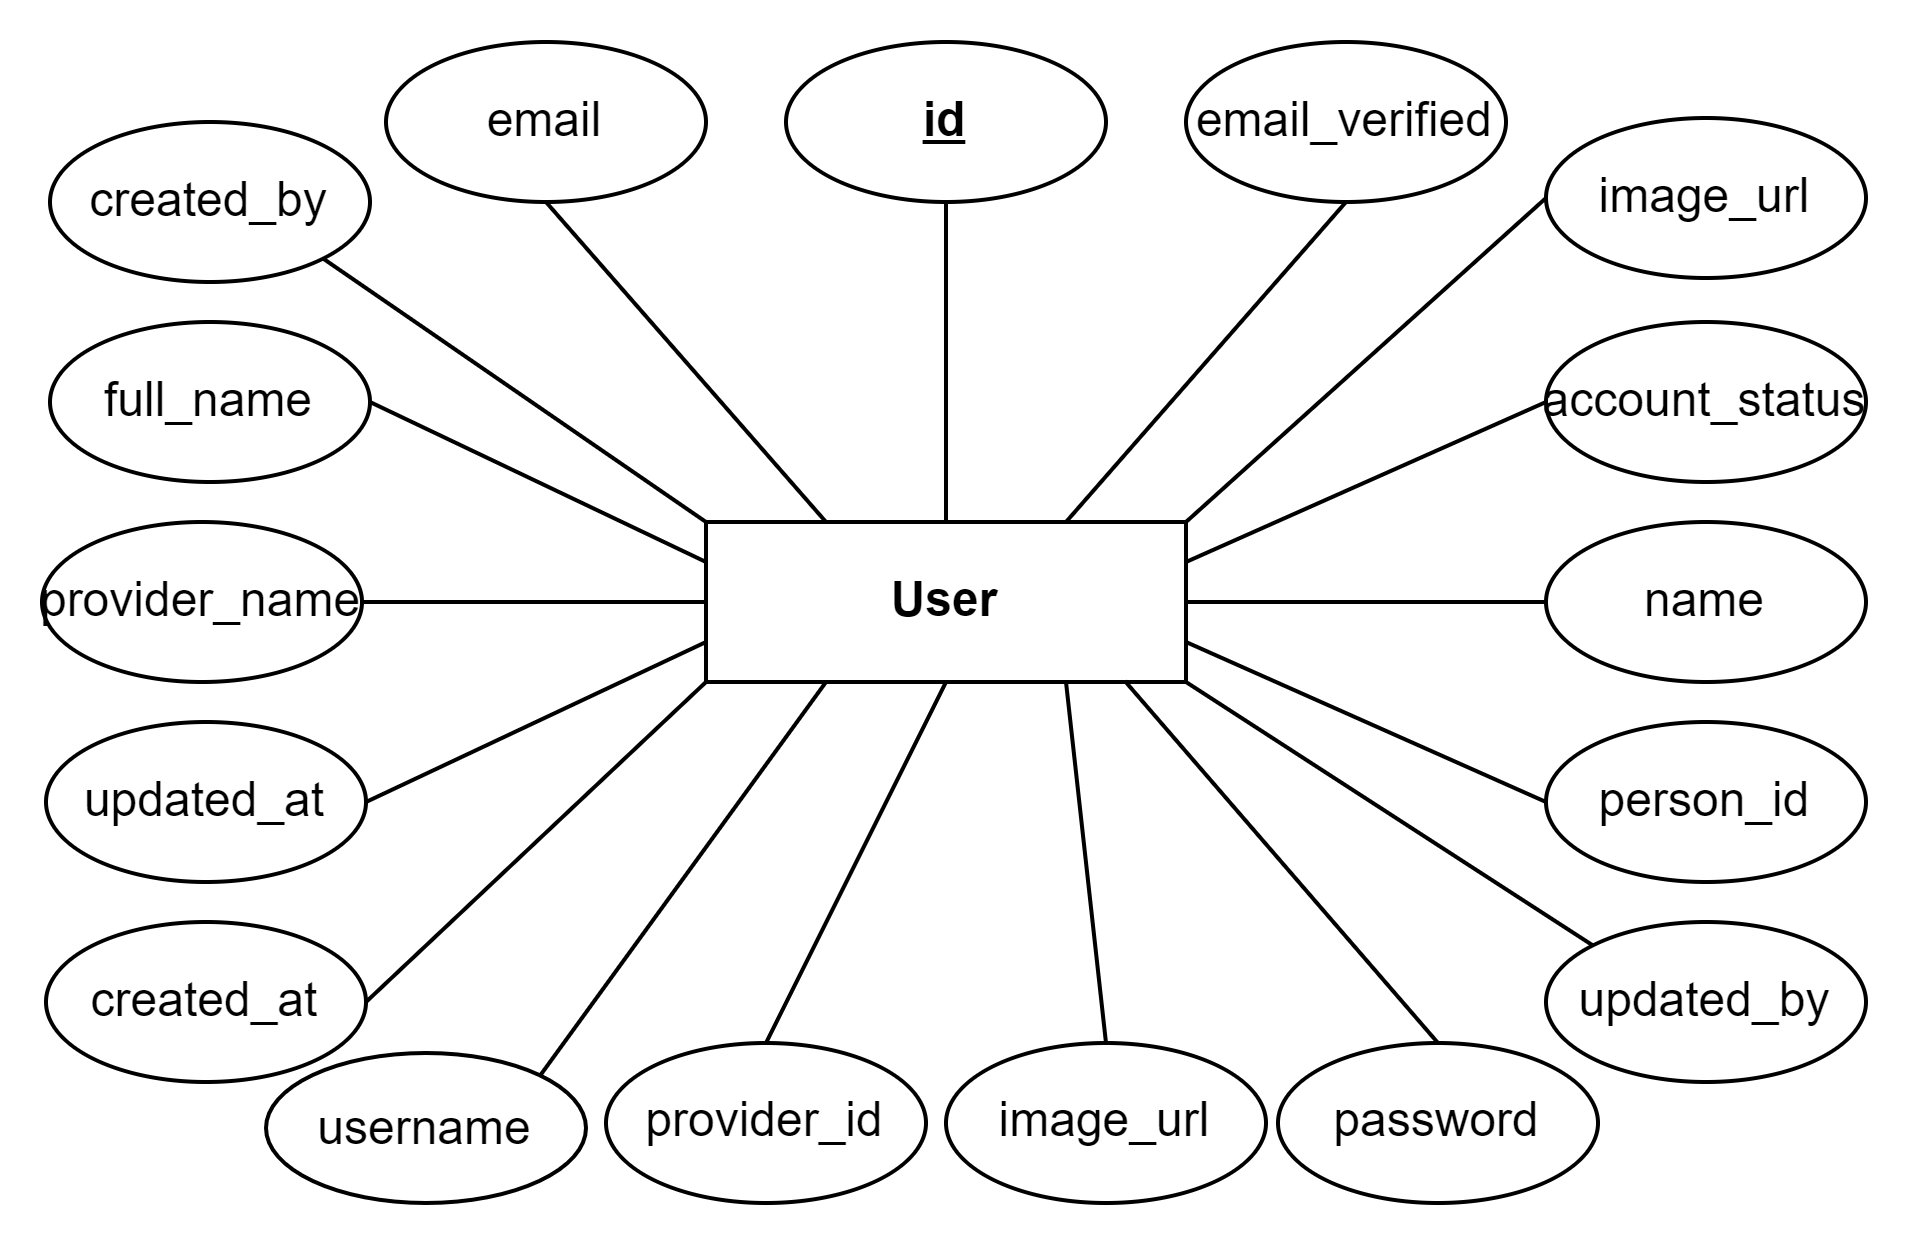 email
id
email_verified
image_url
created_by
full_name
account_status
provider_name
User
name
updated_at
person_id
created_at
updated_by
username
provider_id
image_url
password